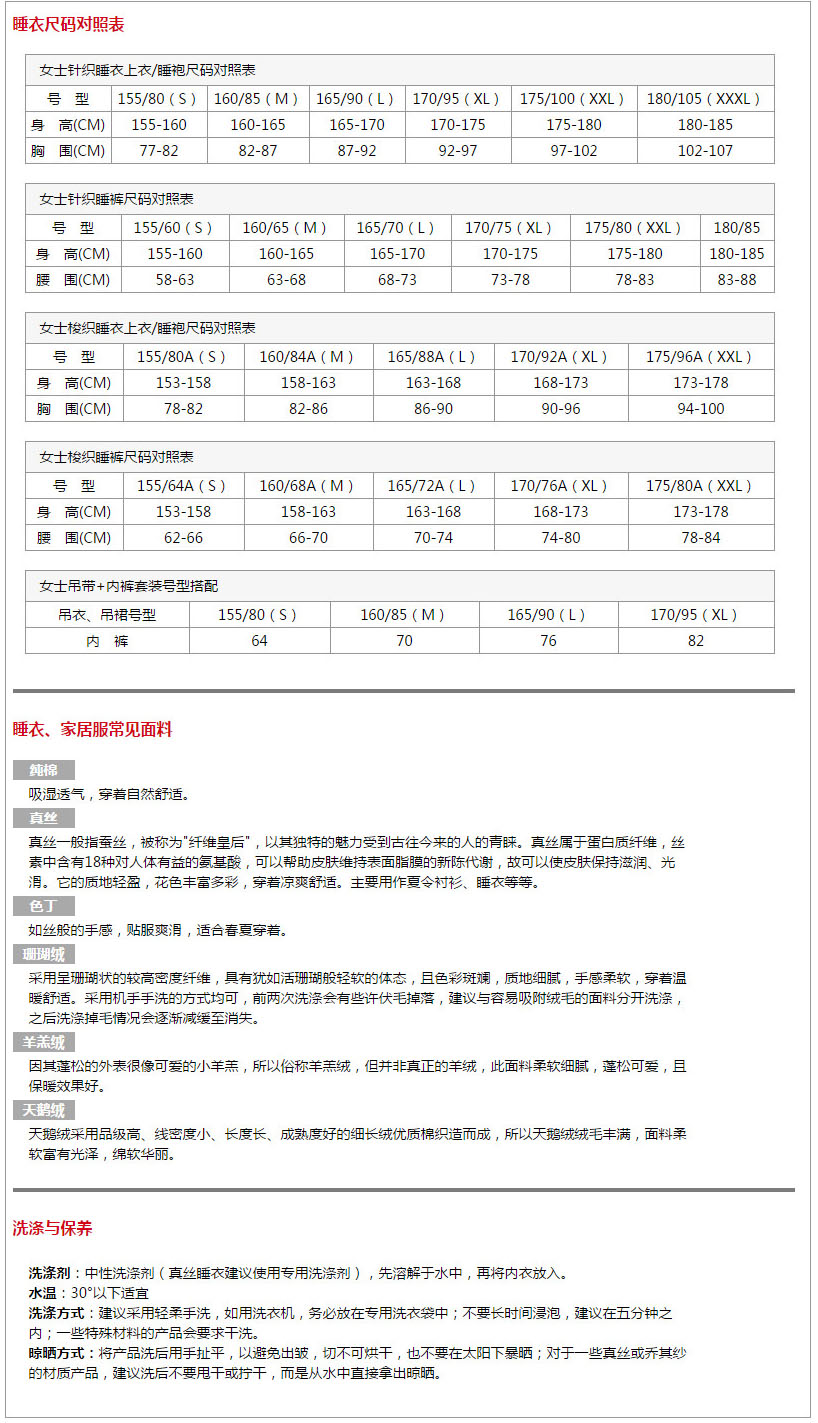 睡衣尺码对照表
女士针织睡衣上衣/睡袍尺码对照表
号 型 155/80（S） 160/85（M） 165/90（L） 170/95（XL） 175/100（XXL） 180/105（XXXL）
身 高(CM) 155-160 160-165 165-170 170-175 175-180 180-185
胸 围(CM) 77-82 82-87 87-92 92-97 97-102 102-107
女士针织睡裤尺码对照表
号 型 155/60（S） 160/65（M） 165/70（L） 170/75（XL） 175/80（XXL） 180/85
身 高(CM) 155-160 160-165 165-170 170-175 175-180 180-185
腰 围(CM) 58-63 63-68 68-73 73-78 78-83 83-88
女士梭织睡衣上衣/睡袍尺码对照表
号 型 155/80A（S） 160/84A（M） 165/88A（L） 170/92A（XL） 175/96A（XXL）
身 高(CM) 153-158 158-163 163-168 168-173 173-178
胸 围(CM) 78-82 82-86 86-90 90-96 94-100
女士梭织睡裤尺码对照表
号 型 155/64A（S） 160/68A（M） 165/72A（L） 170/76A（XL） 175/80A（XXL）
身 高(CM) 153-158 158-163 163-168 168-173 173-178
腰 围(CM) 62-66 66-70 70-74 74-80 78-84
女士吊带+内裤套装号型搭配
吊衣、吊裙号型 155/80（S） 160/85（M） 165/90（L） 170/95（XL）
内 裤 64 70 76 82
睡衣、家居服常见面料
纯棉
吸湿透气，穿着自然舒适。
真丝
真丝一般指蚕丝，被称为"纤维皇后"，以其独特的魅力受到古往今来的人的青睐。真丝属于蛋白质纤维，丝
素中含有18种对人体有益的氨基酸，可以帮助皮肤维持表面脂膜的新陈代谢，故可以使皮肤保持滋润、光
滑。它的质地轻盈，花色丰富多彩，穿着凉爽舒适。主要用作夏令衬衫、睡衣等等。
色丁
如丝般的手感，贴服爽滑，适合春夏穿着。
珊瑚绒
采用呈珊瑚状的较高密度纤维，具有犹如活珊瑚般轻软的体态，且色彩斑斓，质地细腻，手感柔软，穿着温
暖舒适。采用机手手洗的方式均可，前两次洗涤会有些许伏毛掉落，建议与容易吸附绒毛的面料分开洗涤，
之后洗涤掉毛情况会逐渐减缓至消失。
羊羔绒
因其蓬松的外表很像可爱的小羊羔，所以俗称羊羔绒，但并非真正的羊绒，此面料柔软细腻，蓬松可爱，且
保暖效果好。
天鹅绒
天鹅绒采用品级高、线密度小、长度长、成熟度好的细长绒优质棉织造而成，所以天鹅绒绒毛丰满，面料柔
软富有光泽，绵软华丽。
洗涤与保养
洗涤剂：中性洗涤剂（真丝睡衣建议使用专用洗涤剂），先溶解于水中，再将内衣放入。
水温：30°以下适宜
洗涤方式：建议采用轻柔手洗，如用洗衣机，务必放在专用洗衣袋中；不要长时间浸泡，建议在五分钟之
内；一些特殊材料的产品会要求干洗。
晾晒方式：将产品洗后用手扯平，以避免出皱，切不可烘干，也不要在太阳下暴晒；对于一些真丝或乔其纱
的材质产品，建议洗后不要甩干或拧干，而是从水中直接拿出晾晒。